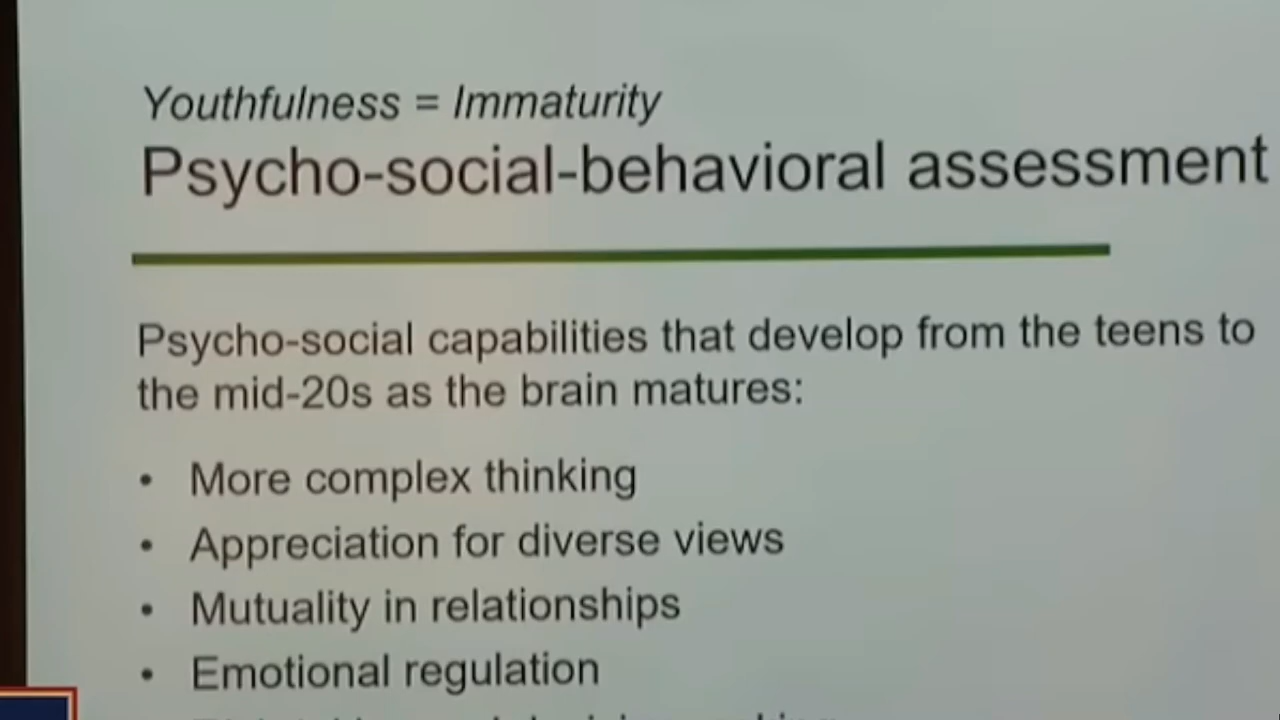 Youthfulness = Immaturity
Psycho-social-behavioral assessment
Psycho-social capabilities that develop from the teens to
the mid-20s as the brain matures:
• More complex thinking
• Appreciation for diverse views
• Mutuality in relationships
• Emotional regulation